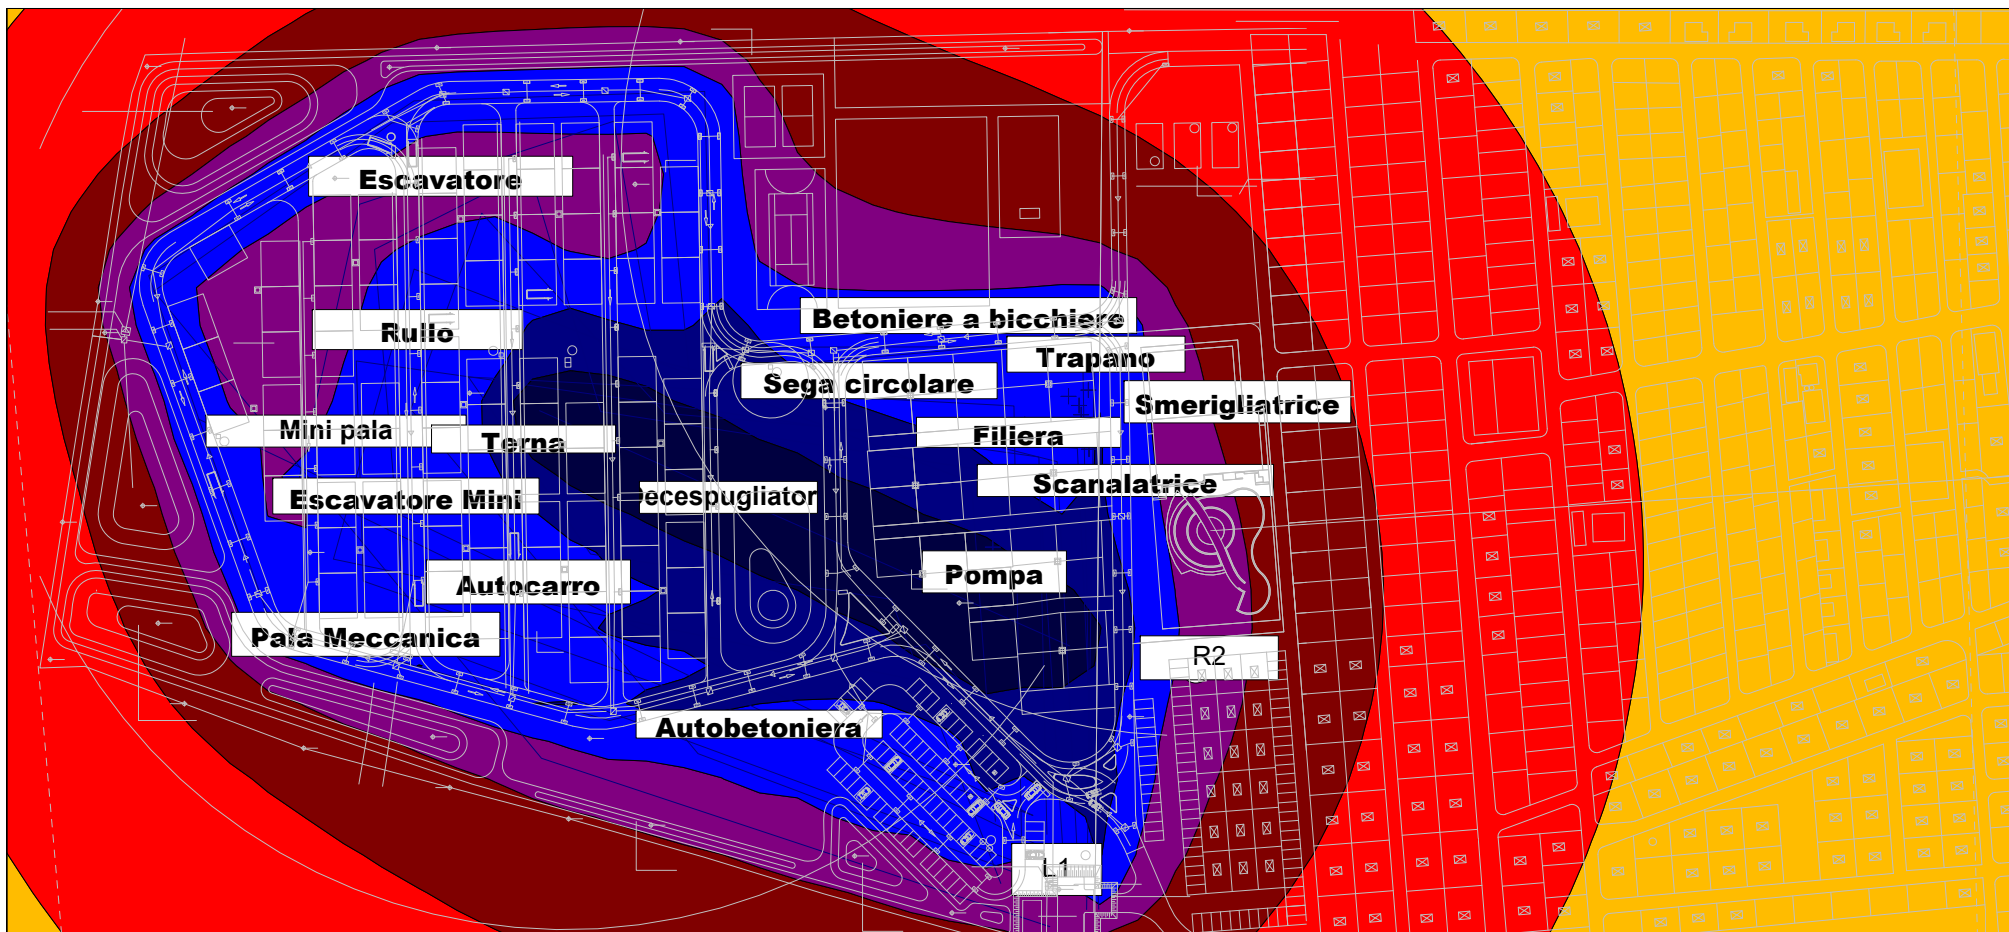 Escavatore
Rullo
Betoniere a bicchiere
Trapano
Sega circolare
Smerigliatrice
Mini pala
Terna
Filiera
Escavatore Mini
ecespugliator
Scanalatrice
Autocarro
Pompa
Pala Meccanica
R2
Autobetoniera
L1